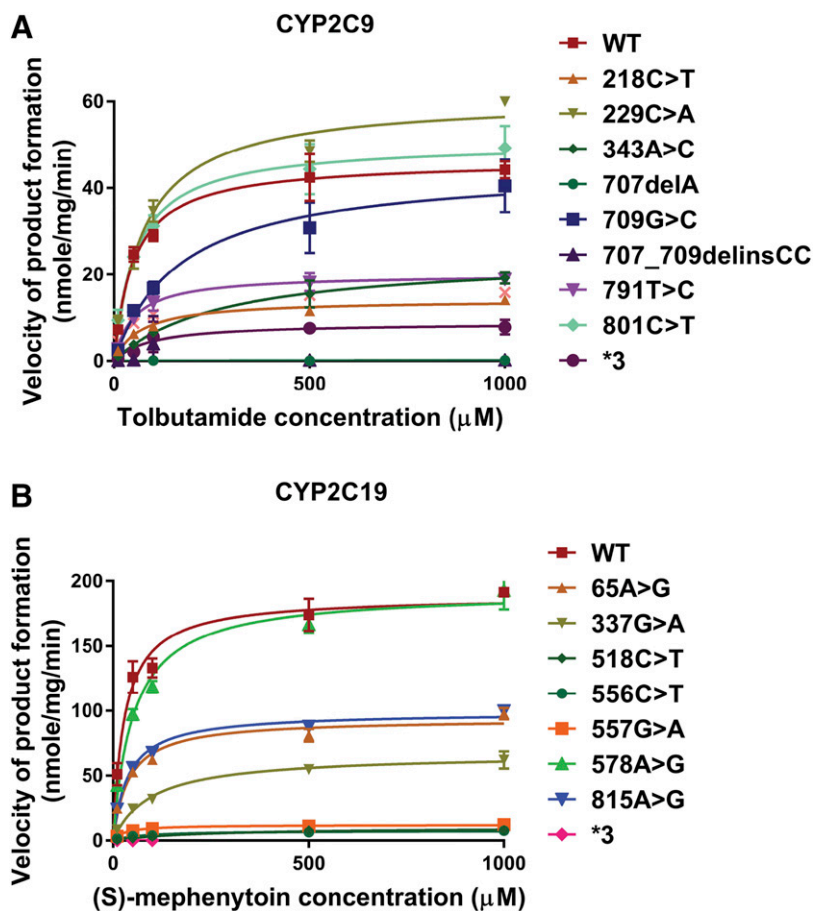 A
CYP2C9
Velocity of product formation
(nmole/mg/min)
60
40
20
0
0
500
1000
Tolbutamide concentration (μM)
WT
218C>T
229C>A
343A>C
707delA
709G>C
707_709delinsCC
791T>C
801C>T
*3
B
CYP2C19
Velocity of product formation
(nmole/mg/min)
200
150
100
50
0
0
500
1000
(S)-mephenytoin concentration (μM)
WT
65A>G
337G>A
518C>T
556C>T
557G>A
578A>G
815A>G
*3